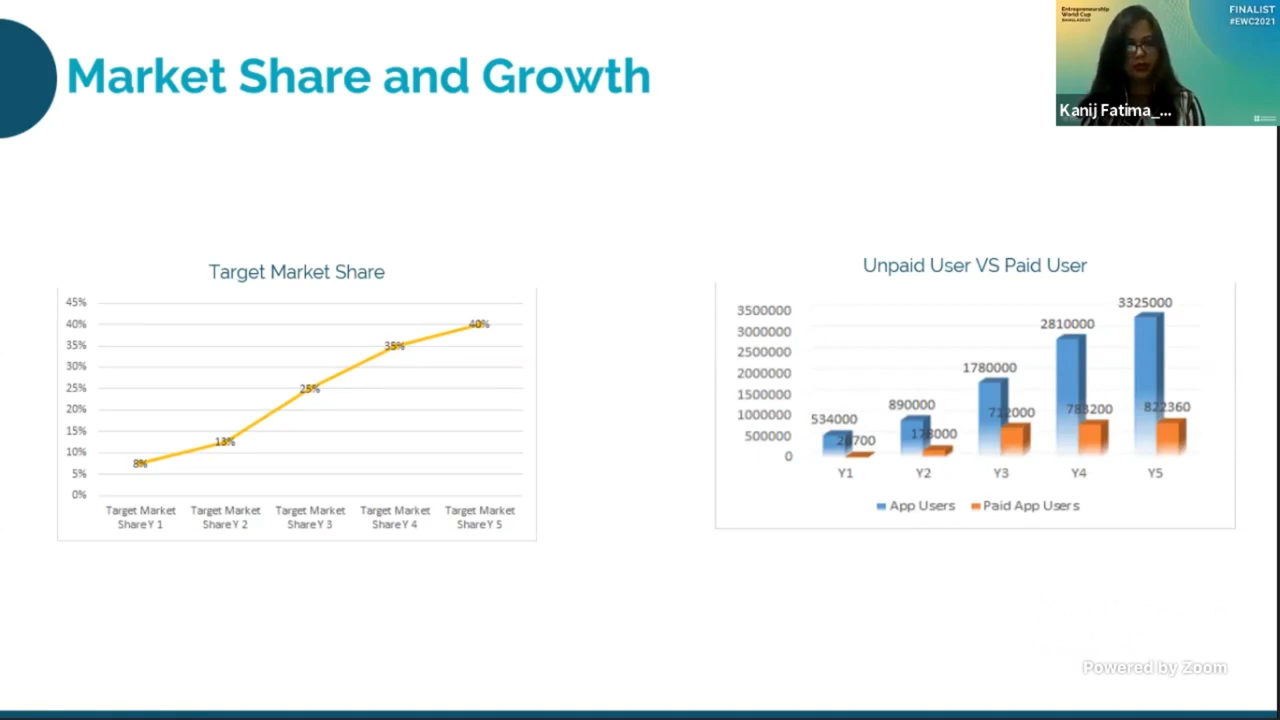 Market Share and Growth
Entrepreneurship
World Cup
BANGLADESH
FINALIST
#EWC2021
Kanij Fatima_...
Target Market Share
45%
40%
35%
30%
25%
20%
15%
10%
5%
0%
8%
13%
25%
35%
40%
Target Market Share Y 1
Target Market Share Y 2
Target Market Share Y 3
Target Market Share Y 4
Target Market Share Y 5
Unpaid User VS Paid User
3500000
3000000
2500000
2000000
1500000
1000000
500000
0
534000
26700
890000
178000
1780000
712000
2810000
783200
3325000
822360
Y1 Y2 Y3 Y4 Y5
App Users Paid App Users
Powered by Zoom